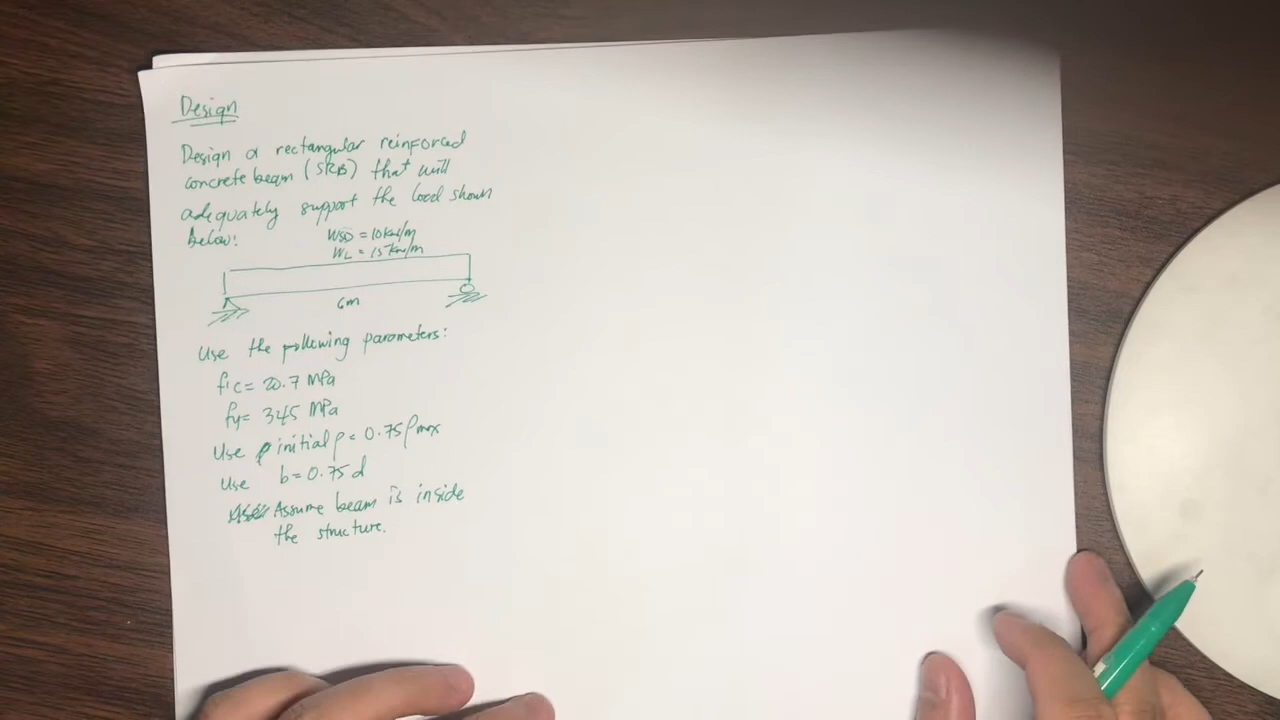 Design
Design a rectangular reinforced
concrete beam (SRB) that will
adequately support the load shown
below:
WSD = 10kN/m
WL = 15kN/m
6m
Use the following parameters:
f'c = 20.7 MPa
fy = 345 MPa
Use initial ρ = 0.75ρmax
Use b = 0.75d
Assume beam is inside
the structure.